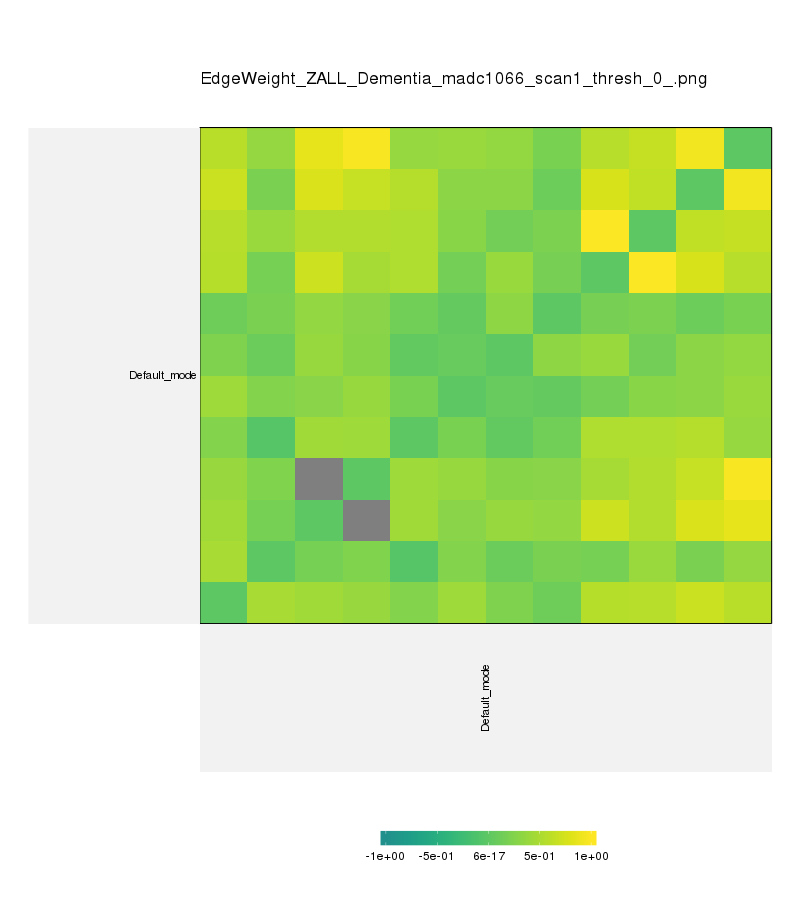 EdgeWeight_ZALL_Dementia_madc1066_scan1_thresh_0_.png
Default_mode
Default_mode
-1e+00 -5e-01 6e-17 5e-01 1e+00